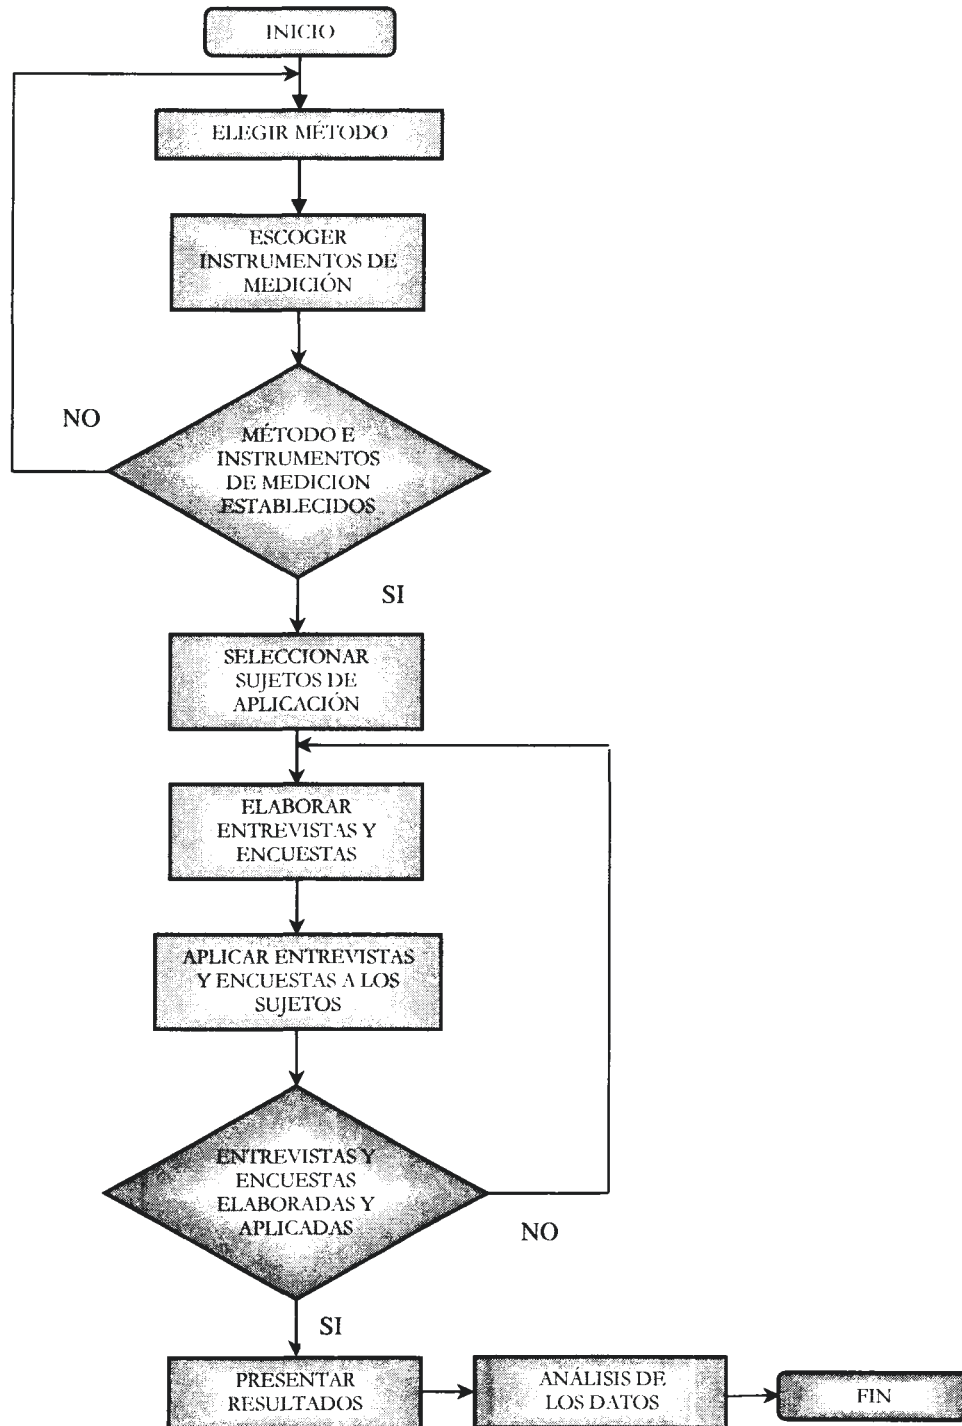 INICIO
ELEGIR MÉTODO
ESCOGER
INSTRUMENTOS DE
MEDICIÓN
NO
MÉTODO E
INSTRUMENTOS
DE MEDICION
ESTABLECIDOS
SI
SELECCIONAR
SUJETOS DE
APLICACIÓN
ELABORAR
ENTREVISTAS Y
ENCUESTAS
APLICAR ENTREVISTAS
Y ENCUESTAS A LOS
SUJETOS
ENTREVISTAS Y
ENCUESTAS
ELABORADAS Y
APLICADAS
NO
SI
PRESENTAR
RESULTADOS
ANÁLISIS DE
LOS DATOS
FIN